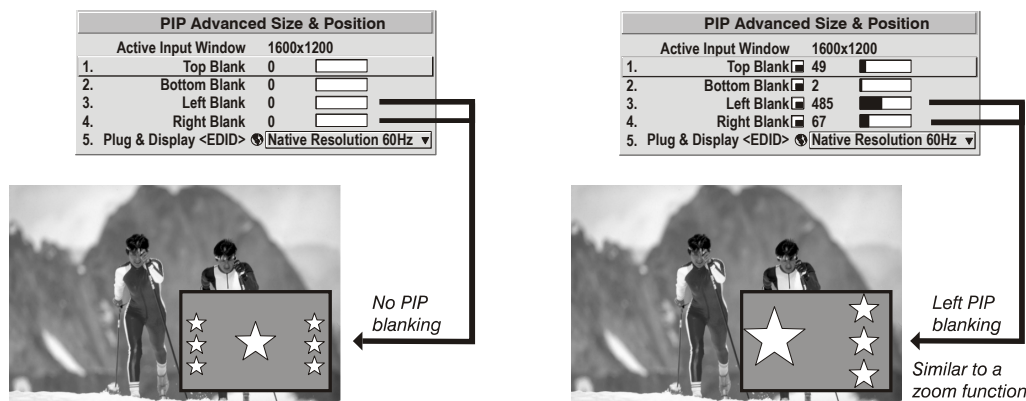 PIP Advanced Size & Position
Active Input Window 1600x1200
1. Top Blank 0
2. Bottom Blank 0
3. Left Blank 0
4. Right Blank 0
5. Plug & Display <EDID> Native Resolution 60Hz
No PIP
blanking
PIP Advanced Size & Position
Active Input Window 1600x1200
1. Top Blank 49
2. Bottom Blank 2
3. Left Blank 485
4. Right Blank 67
5. Plug & Display <EDID> Native Resolution 60Hz
Left PIP
blanking
Similar to a
zoom function